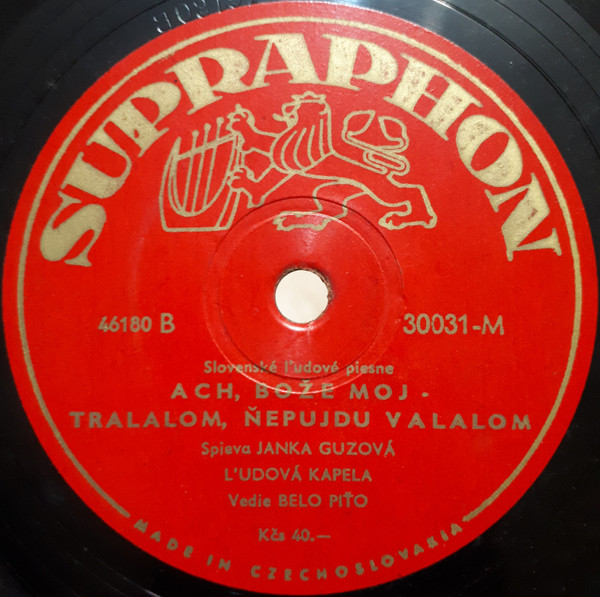 SUPRAPHON
46180 B
30031-M
Slovenské ľudové piesne
ACH, BOŽE MOJ -
TRALALOM, ŇEPUJDU VALALOM
Spieva JANKA GUZOVÁ
ĽUDOVÁ KAPELA
Vedie BELO PIŤO
Kčs 40.—
MADE IN CZECHOSLOVAKIA